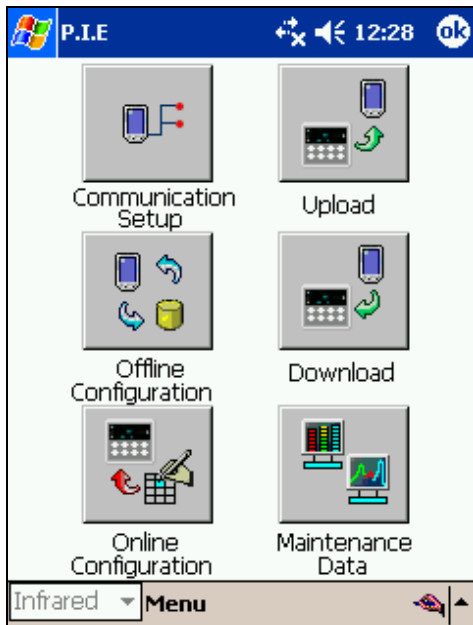 P.I.E 12:28 ok
Communication
Setup
Upload
Offline
Configuration
Download
Online
Configuration
Maintenance
Data
Infrared Menu